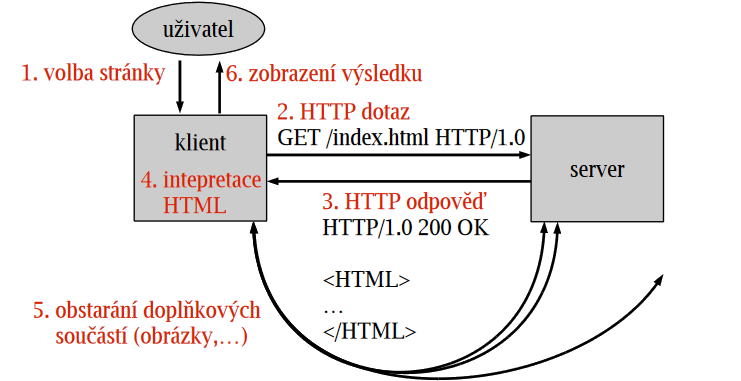 uživatel
1. volba stránky
6. zobrazení výsledku
2. HTTP dotaz
GET /index.html HTTP/1.0
klient
server
4. intepretace
HTML
3. HTTP odpověď
HTTP/1.0 200 OK
<HTML>
…
</HTML>
5. obstarání doplňkových
součástí (obrázky,…)